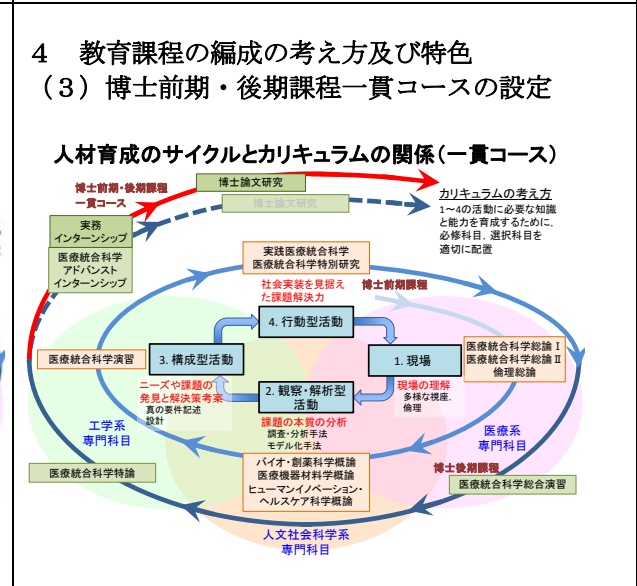 4 教育課程の編成の考え方及び特色
（3）博士前期・後期課程一貫コースの設定
人材育成のサイクルとカリキュラムの関係（一貫コース）
博士前期・後期課程
一貫コース
博士論文研究
博士論文研究
カリキュラムの考え方
1～4の活動に必要な知識
と能力を育成するために、
必修科目、選択科目を
適切に配置
実務
インターンシップ
医療統合科学
アドバンスト
インターンシップ
実践医療統合科学
医療統合科学特別研究
社会実装を見据え
た課題解決力
博士前期課程
4. 行動型活動
医療統合科学演習
3. 構成型活動
1. 現場
医療統合科学総論Ⅰ
医療統合科学総論Ⅱ
倫理総論
ニーズや課題の
発見と解決策考案
真の要件記述
設計
2. 観察・解析型
活動
現場の理解
多様な視座、
倫理
課題の本質の分析
調査・分析手法
モデル化手法
工学系
専門科目
医療系
専門科目
バイオ・創薬科学概論
医療機器材料学概論
ヒューマンイノベーション・
ヘルスケア科学概論
医療統合科学特論
博士後期課程
医療統合科学総合演習
人文社会科学系
専門科目